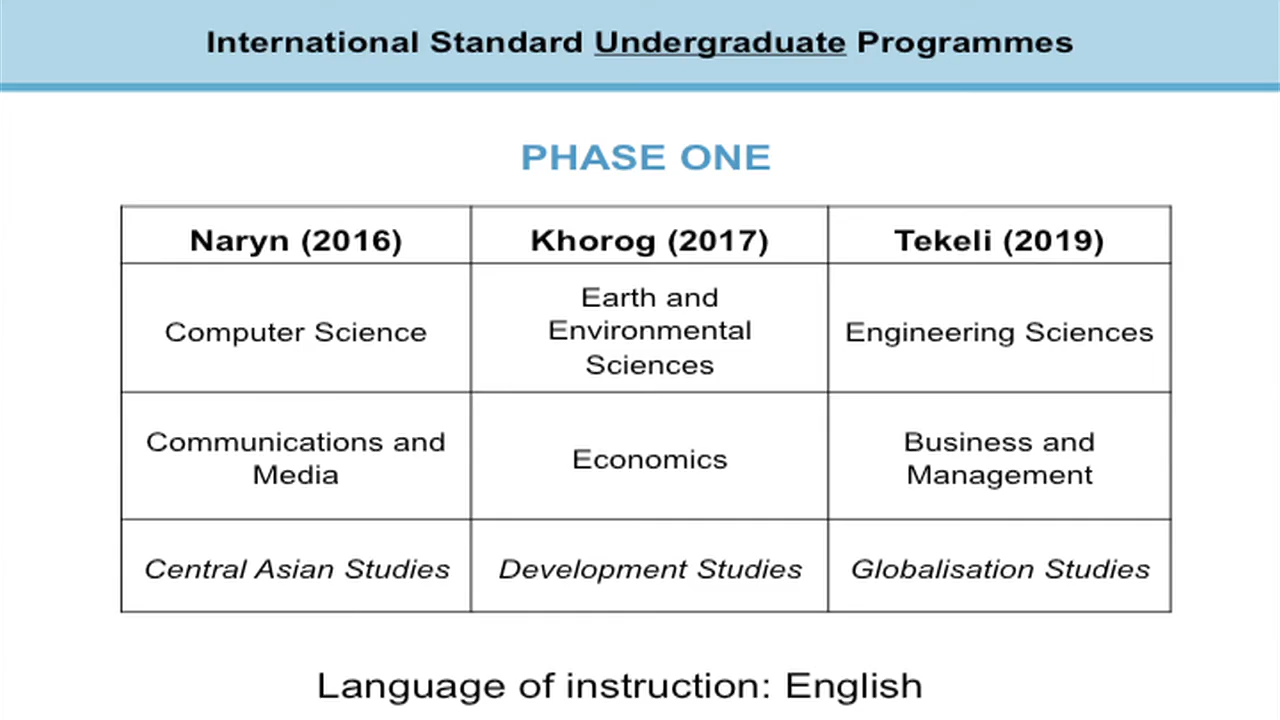 International Standard Undergraduate Programmes
PHASE ONE
Naryn (2016) Khorog (2017) Tekeli (2019)
Computer Science
Earth and
Environmental
Sciences
Engineering Sciences
Communications and
Media
Economics
Business and
Management
Central Asian Studies Development Studies Globalisation Studies
Language of instruction: English